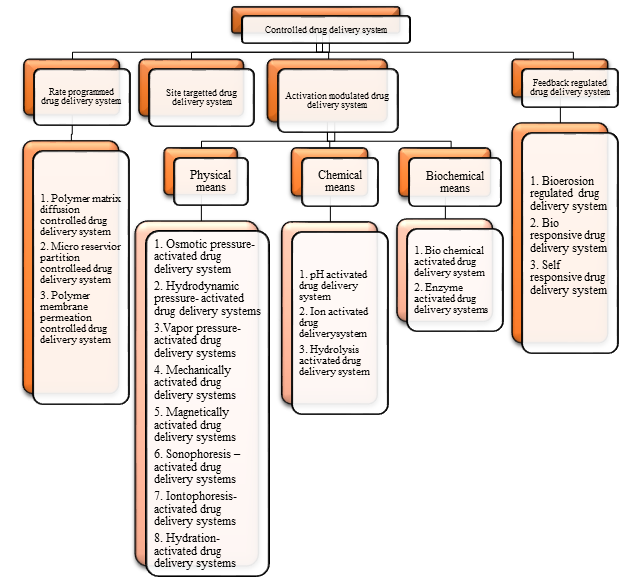 Controlled drug delivery system
Rate programmed
drug delivery system
Site targetted drug
delivery system
Activation modulated drug
delivery system
Feedback regulated
drug delivery system
1. Polymer matrix
diffusion
controlled drug
delivery system
2. Micro reservior
partition
controlleed drug
delivery system
3. Polymer
membrane
permeation
controlled drug
delivery system
Physical
means
Chemical
means
Biochemical
means
1. Osmotic pressure-
activated drug
delivery system
2. Hydrodynamic
pressure- activated
drug delivery systems
3.Vapor pressure-
activated drug
delivery systems
4. Mechanically
activated drug
delivery systems
5. Magnetically
activated drug
delivery systems
6. Sonophoresis –
activated drug
delivery systems
7. Iontophoresis-
activated drug
delivery systems
8. Hydration-
activated drug
delivery systems
1. pH activated
drug delivery
system
2. Ion activated
drug
deliverysystem
3. Hydrolysis
activated drug
delivery system
1. Bio chemical
activated drug
delivery system
2. Enzyme
activated drug
delivery systems
1. Bioerosion
regulated drug
delivery system
2. Bio
responsive drug
delivery system
3. Self
responsive drug
delivery system